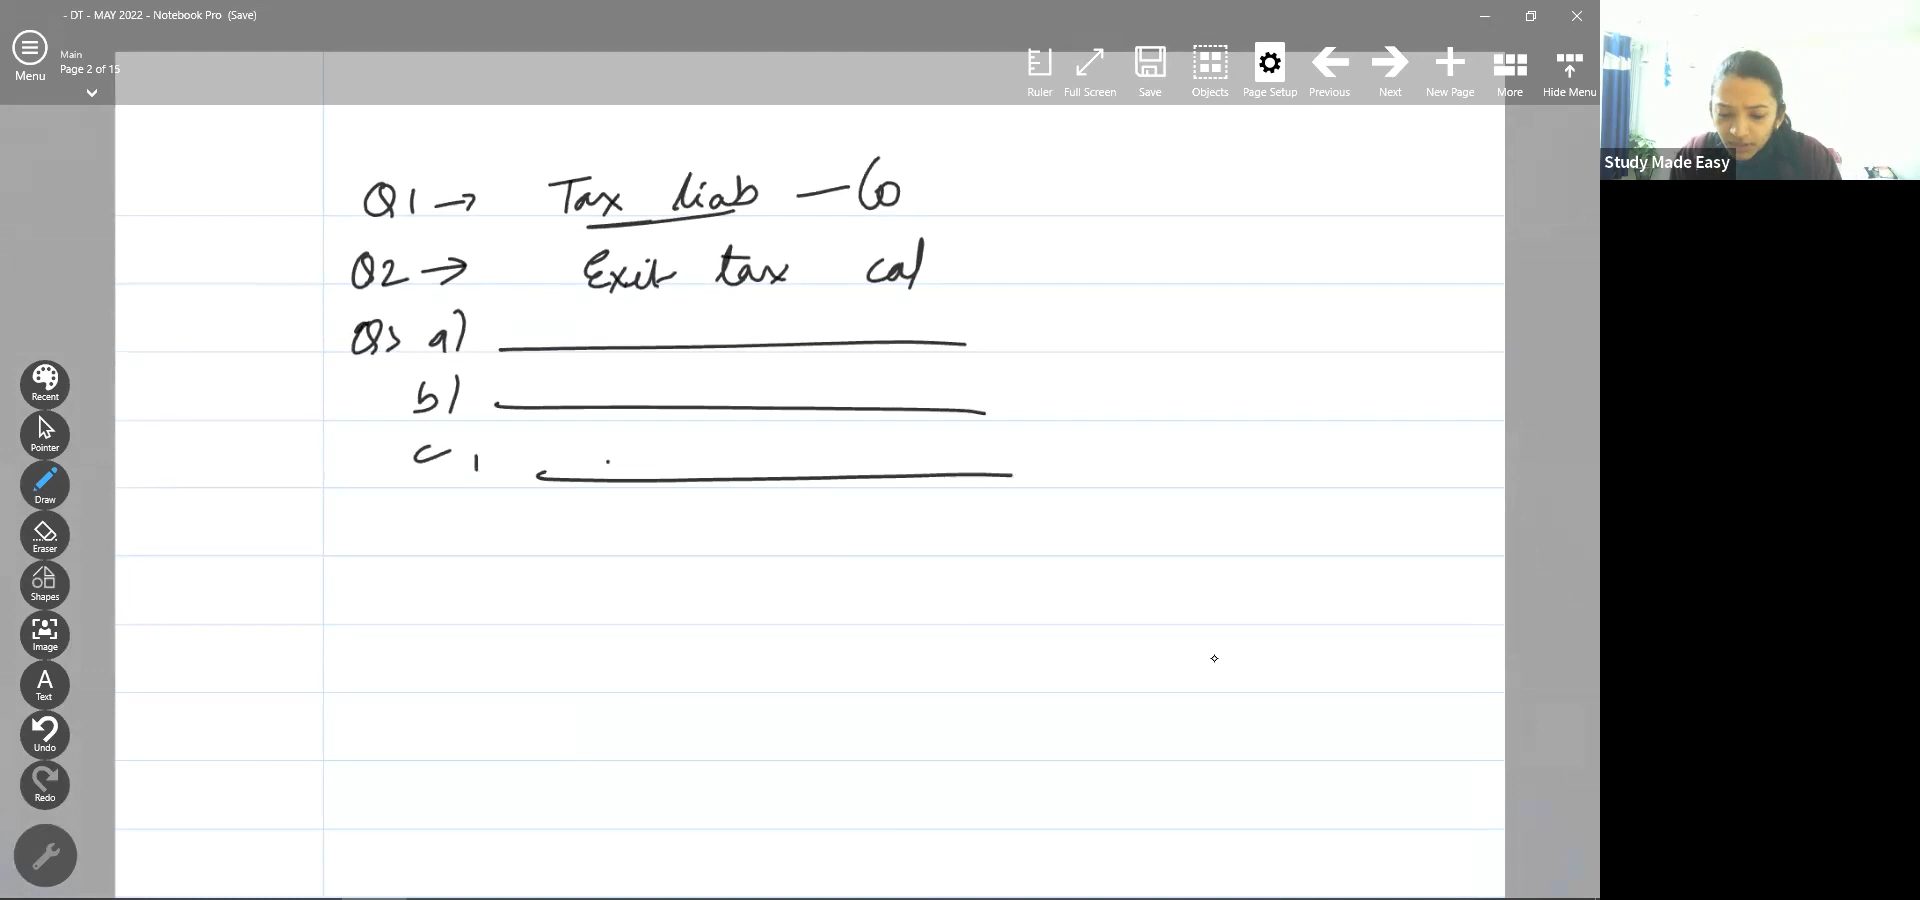 - DT - MAY 2022 - Notebook Pro (Save)
Menu
Main
Page 2 of 15
Ruler
Full Screen
Save
Objects
Page Setup
Previous
Next
New Page
More
Hide Menu
Study Made Easy
Q1 → Tax liab — Co
Q2 → Exit tax cal
Q3 a)
b)
c)
Recent
Pointer
Draw
Eraser
Shapes
Image
Text
Undo
Redo